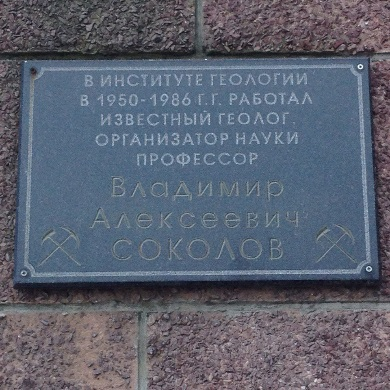 В ИНСТИТУТЕ ГЕОЛОГИИ
В 1950-1986 Г.Г. РАБОТАЛ
ИЗВЕСТНЫЙ ГЕОЛОГ,
ОРГАНИЗАТОР НАУКИ
ПРОФЕССОР
Владимир
Алексеевич
СОКОЛОВ